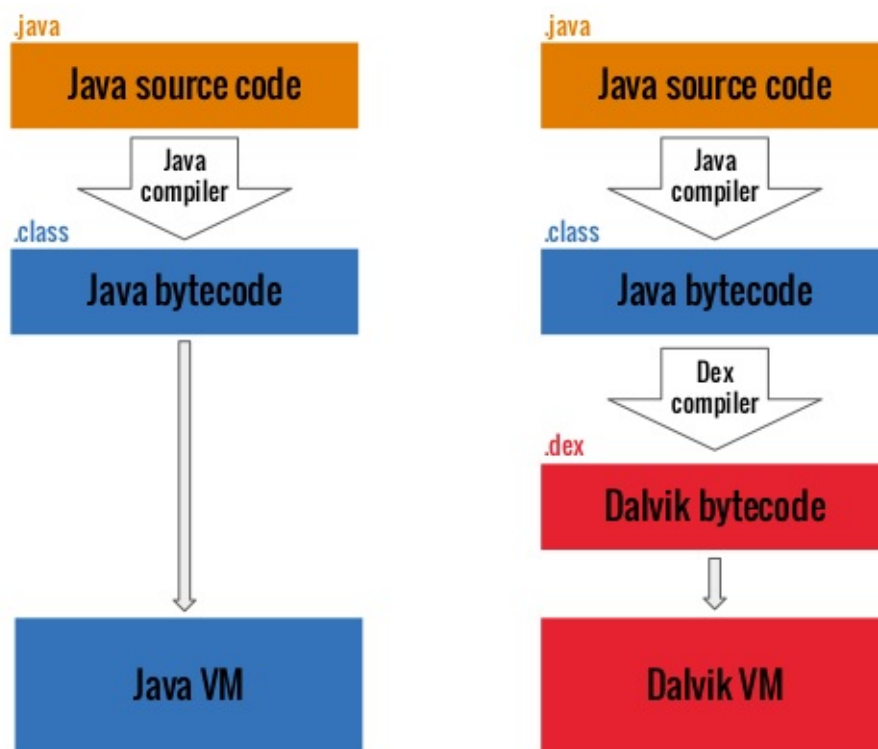 .java
Java source code
Java
compiler
.class
Java bytecode
Java VM
.java
Java source code
Java
compiler
.class
Java bytecode
Dex
compiler
.dex
Dalvik bytecode
Dalvik VM